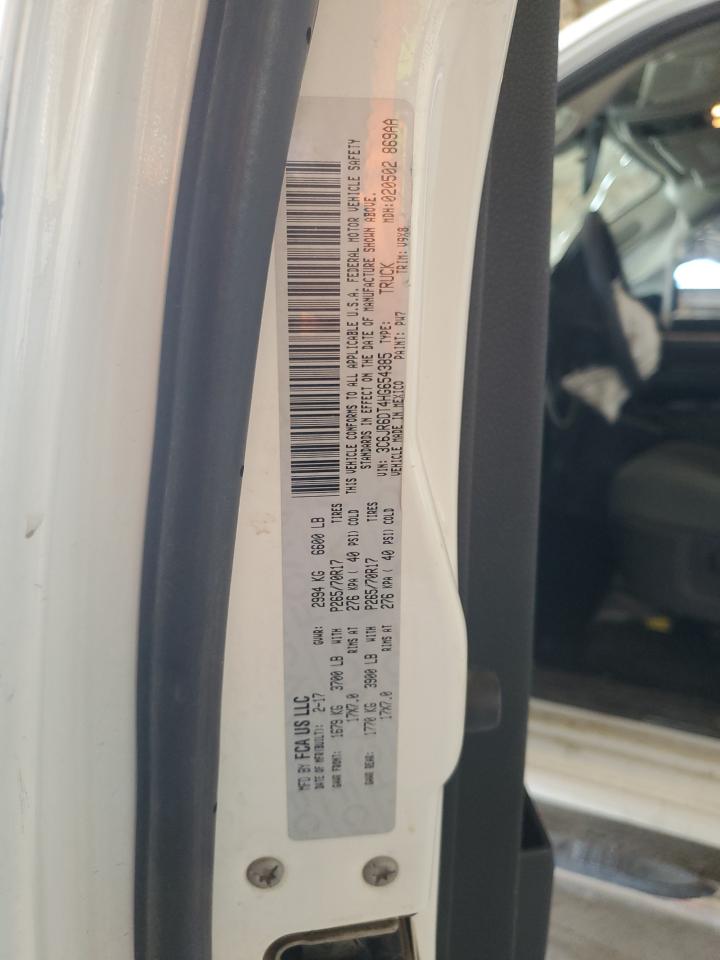 MFD BY FCA US LLC
DATE OF MFR(BUILT): 2-17 GVWR: 2994 KG 6600 LB
GAWR FRONT: 1679 KG 3700 LB WITH P265/70R17 TIRES
17X7.0 RIMS AT 276 KPA ( 40 PSI) COLD
GAWR REAR: 1770 KG 3900 LB WITH P265/70R17 TIRES
17X7.0 RIMS AT 276 KPA ( 40 PSI) COLD
THIS VEHICLE CONFORMS TO ALL APPLICABLE U.S.A. FEDERAL MOTOR VEHICLE SAFETY
STANDARDS IN EFFECT ON THE DATE OF MANUFACTURE SHOWN ABOVE.
VIN: 3C6JR6DT4HG654385 TYPE: TRUCK MDH:020502 869AA
VEHICLE MADE IN MEXICO PAINT: PW7 TRIM: V9X8